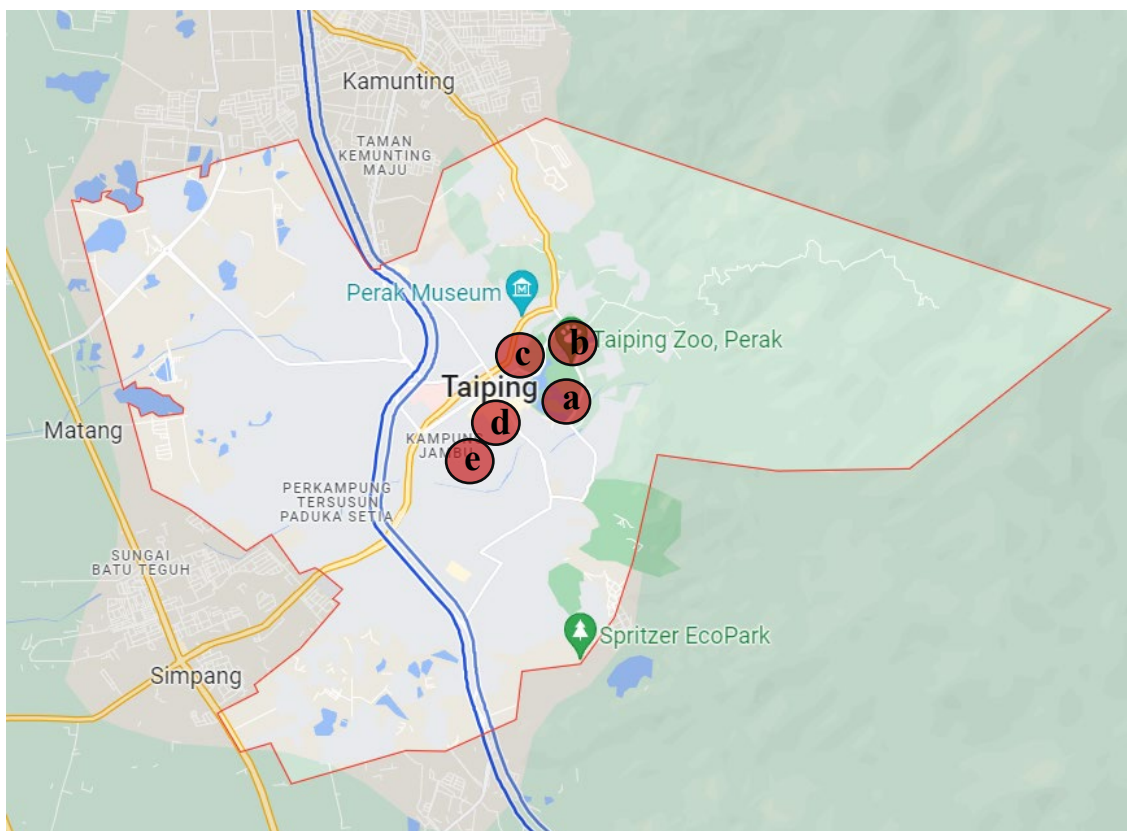 Kamunting
TAMAN
KEMUNTING
MAJU
Perak Museum
M
b
Taiping Zoo, Perak
c
Taiping
a
Matang
d
KAMPUNG
JAMBU
e
PERKAMPUNG
TERSUSUN
PADUKA SETIA
SUNGAI
BATU TEGUH
Spritzer EcoPark
Simpang